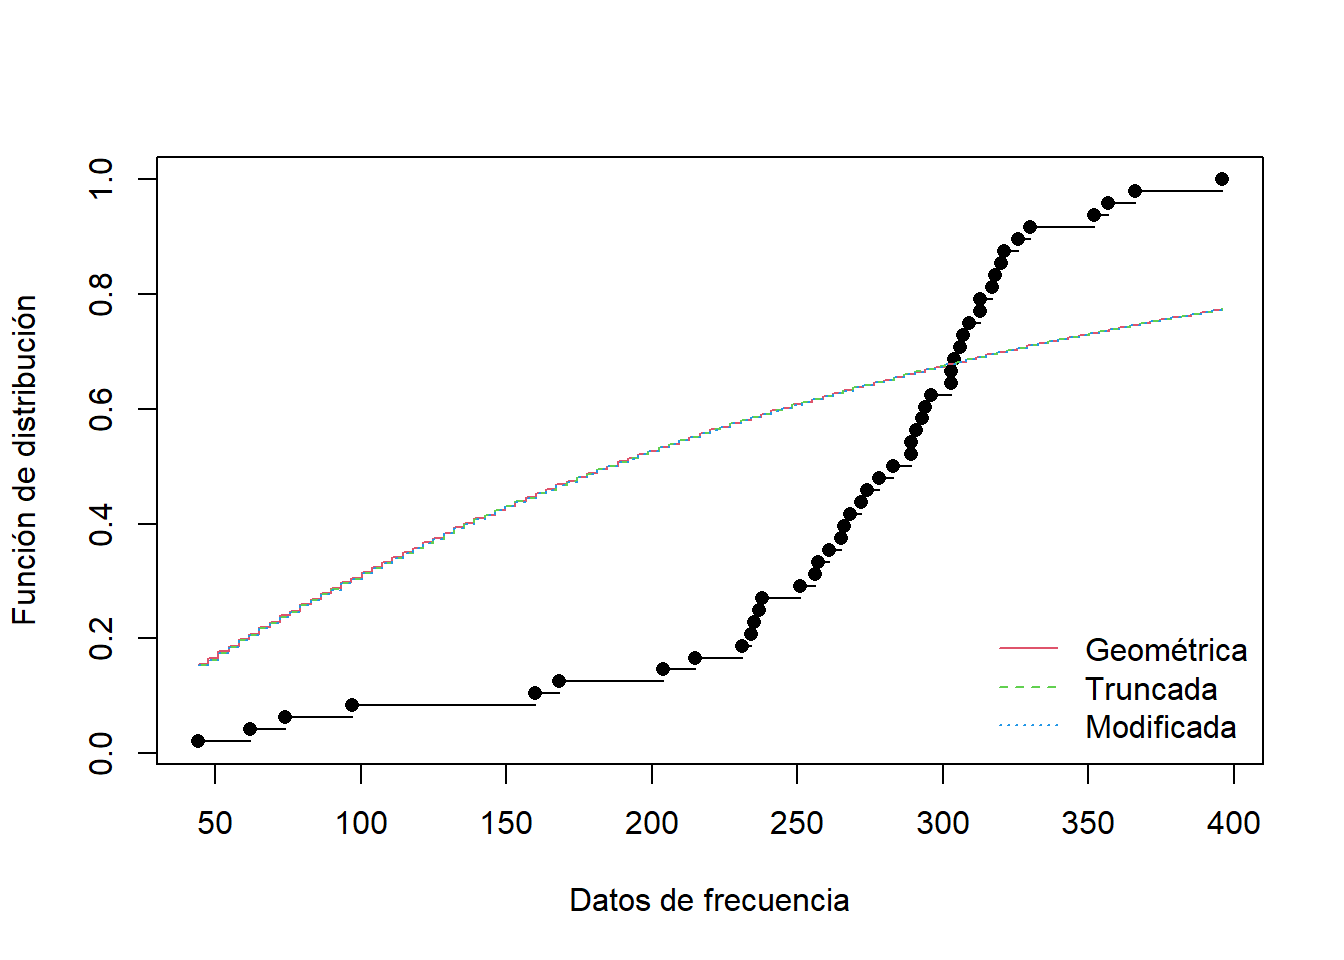 Función de distribución
1.0
0.8
0.6
0.4
0.2
0.0
Geométrica
Truncada
Modificada
50 100 150 200 250 300 350 400
Datos de frecuencia